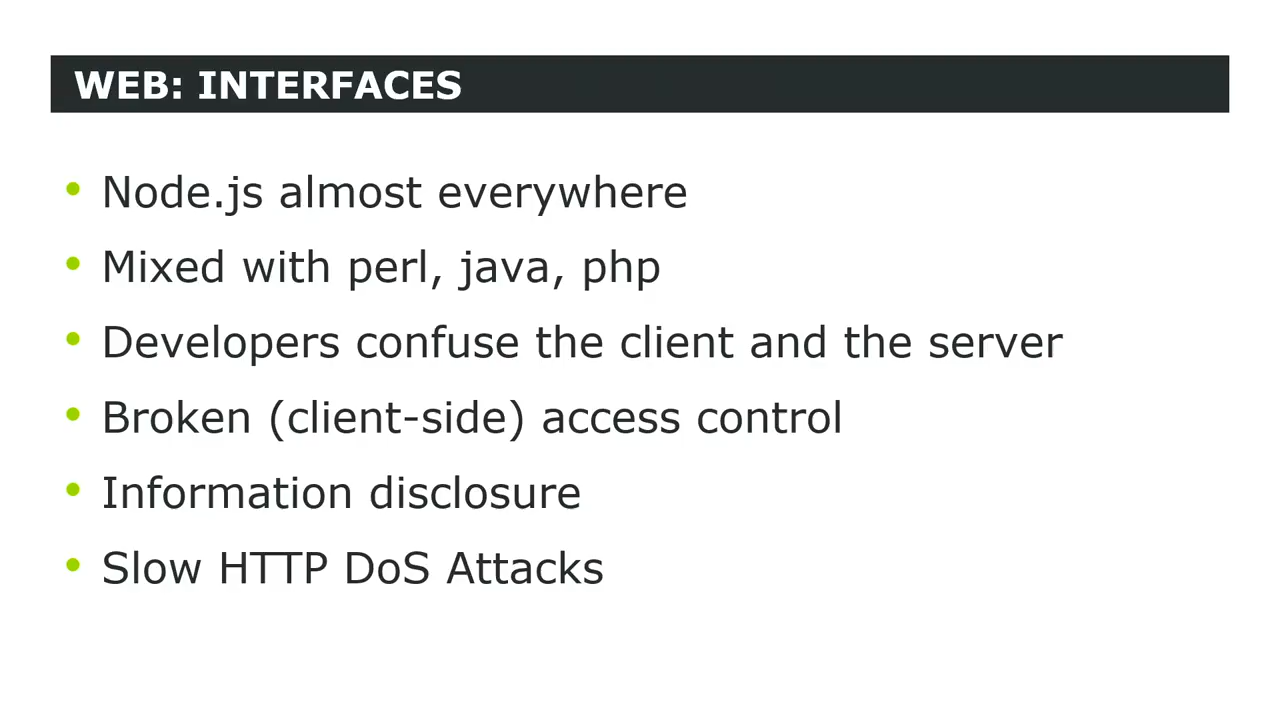 WEB: INTERFACES
• Node.js almost everywhere
• Mixed with perl, java, php
• Developers confuse the client and the server
• Broken (client-side) access control
• Information disclosure
• Slow HTTP DoS Attacks